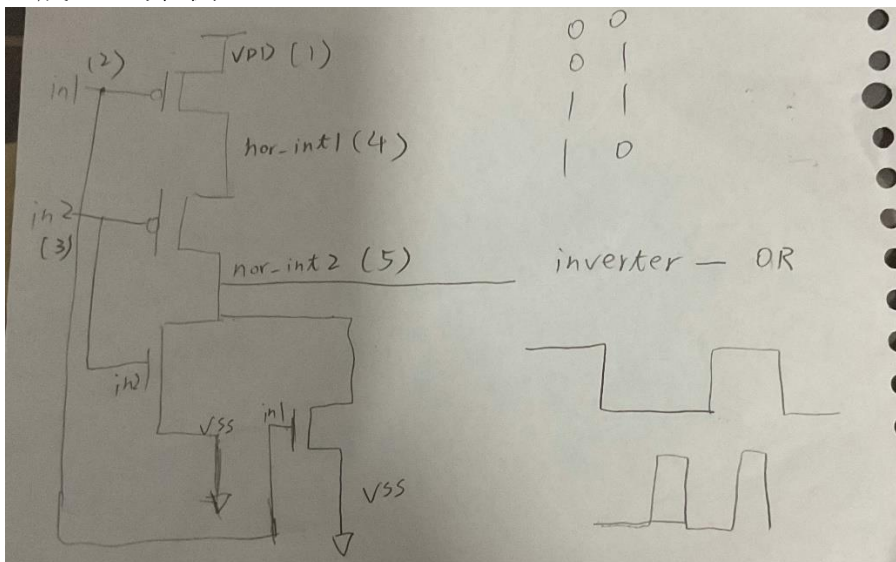 (2)
VDD (1)
in1
nor-int1 (4)
in2
(3)
nor-int2 (5)
in2
in1
VSS
VSS
0 0
0 1
1 1
1 0
inverter — OR